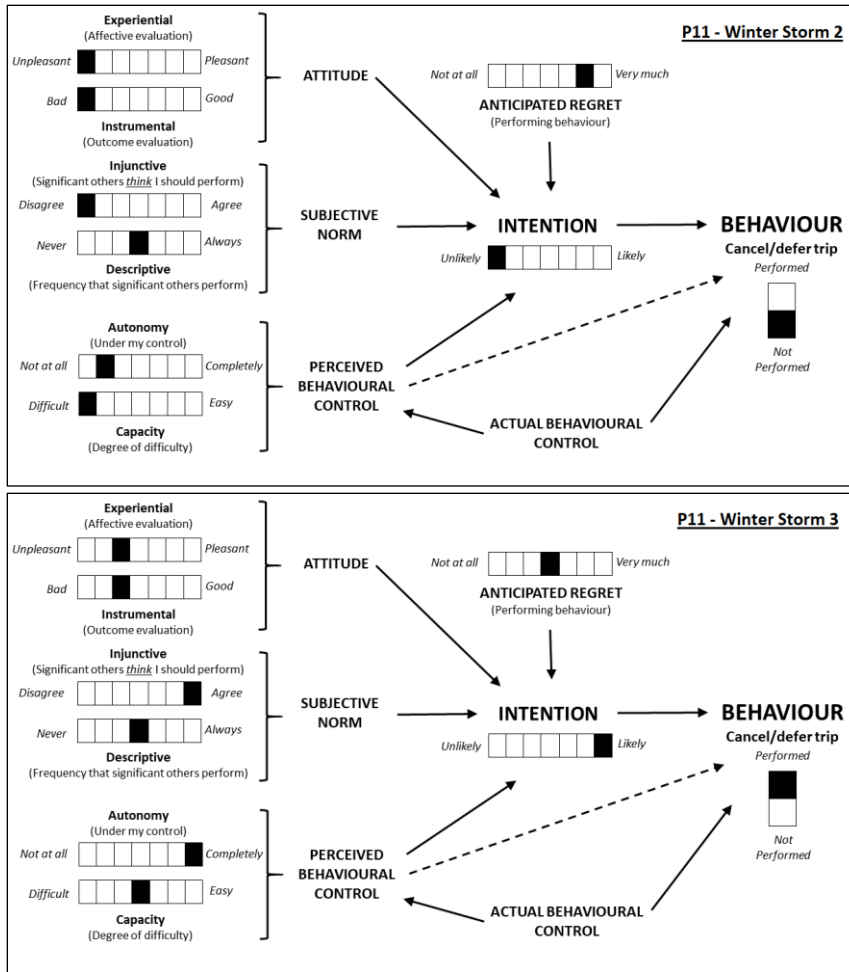 P11 - Winter Storm 2
Experiential
(Affective evaluation)
Unpleasant
Pleasant
Bad
Good
Instrumental
(Outcome evaluation)
ATTITUDE
Not at all
Very much
ANTICIPATED REGRET
(Performing behaviour)
Injunctive
(Significant others think I should perform)
Disagree
Agree
Never
Always
Descriptive
(Frequency that significant others perform)
SUBJECTIVE
NORM
INTENTION
Unlikely
Likely
BEHAVIOUR
Cancel/defer trip
Performed
Not
Performed
Autonomy
(Under my control)
Not at all
Completely
Difficult
Easy
Capacity
(Degree of difficulty)
PERCEIVED
BEHAVIOURAL
CONTROL
ACTUAL BEHAVIOURAL
CONTROL
P11 - Winter Storm 3
Experiential
(Affective evaluation)
Unpleasant
Pleasant
Bad
Good
Instrumental
(Outcome evaluation)
ATTITUDE
Not at all
Very much
ANTICIPATED REGRET
(Performing behaviour)
Injunctive
(Significant others think I should perform)
Disagree
Agree
Never
Always
Descriptive
(Frequency that significant others perform)
SUBJECTIVE
NORM
INTENTION
Unlikely
Likely
BEHAVIOUR
Cancel/defer trip
Performed
Not
Performed
Autonomy
(Under my control)
Not at all
Completely
Difficult
Easy
Capacity
(Degree of difficulty)
PERCEIVED
BEHAVIOURAL
CONTROL
ACTUAL BEHAVIOURAL
CONTROL